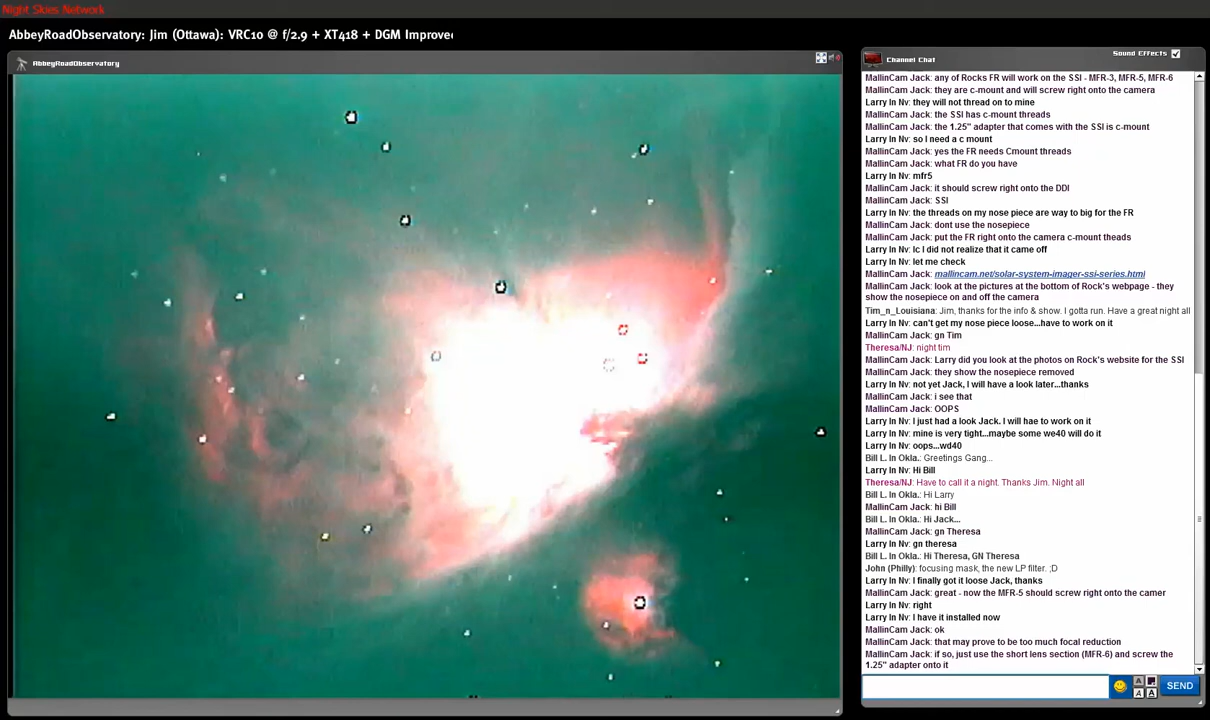 Night Skies Network
AbbeyRoadObservatory: Jim (Ottawa): VRC10 @ f/2.9 + XT418 + DGM Improve
AbbeyRoadObservatory
Sound Effects
Channel Chat
MallinCam Jack: any of Rocks FR will work on the SSI - MFR-3, MFR-5, MFR-6
MallinCam Jack: they are c-mount and will screw right onto the camera
Larry In Nv: they will not thread on to mine
MallinCam Jack: the SSI has c-mount threads
MallinCam Jack: the 1.25" adapter that comes with the SSI is c-mount
Larry In Nv: so I need a c mount
MallinCam Jack: yes the FR needs Cmount threads
MallinCam Jack: what FR do you have
Larry In Nv: mfr5
MallinCam Jack: it should screw right onto the DDI
MallinCam Jack: SSI
Larry In Nv: the threads on my nose piece are way to big for the FR
MallinCam Jack: dont use the nosepiece
MallinCam Jack: put the FR right onto the camera c-mount theads
Larry In Nv: Ic I did not realize that it came off
Larry In Nv: let me check
MallinCam Jack: mallincam.net/solar-system-imager-ssi-series.html
MallinCam Jack: look at the pictures at the bottom of Rock's webpage - they
show the nosepiece on and off the camera
Tim_n_Louisiana: Jim, thanks for the info & show. I gotta run. Have a great night all
Larry In Nv: can't get my nose piece loose...have to work on it
MallinCam Jack: gn Tim
Theresa/NJ: night tim
MallinCam Jack: Larry did you look at the photos on Rock's website for the SSI
MallinCam Jack: they show the nosepiece removed
Larry In Nv: not yet Jack, I will have a look later...thanks
MallinCam Jack: i see that
MallinCam Jack: OOPS
Larry In Nv: I just had a look Jack. I will hae to work on it
Larry In Nv: mine is very tight...maybe some we40 will do it
Larry In Nv: oops...wd40
Bill L. In Okla.: Greetings Gang...
Larry In Nv: Hi Bill
Theresa/NJ: Have to call it a night. Thanks Jim. Night all
Bill L. In Okla.: Hi Larry
MallinCam Jack: hi Bill
Bill L. In Okla.: Hi Jack...
MallinCam Jack: gn Theresa
Larry In Nv: gn theresa
Bill L. In Okla.: Hi Theresa, GN Theresa
John (Philly): focusing mask, the new LP filter. ;D
Larry In Nv: I finally got it loose Jack, thanks
MallinCam Jack: great - now the MFR-5 should screw right onto the camer
Larry In Nv: right
Larry In Nv: I have it installed now
MallinCam Jack: ok
MallinCam Jack: that may prove to be too much focal reduction
MallinCam Jack: if so, just use the short lens section (MFR-6) and screw the
1.25" adapter onto it
A
A A
SEND